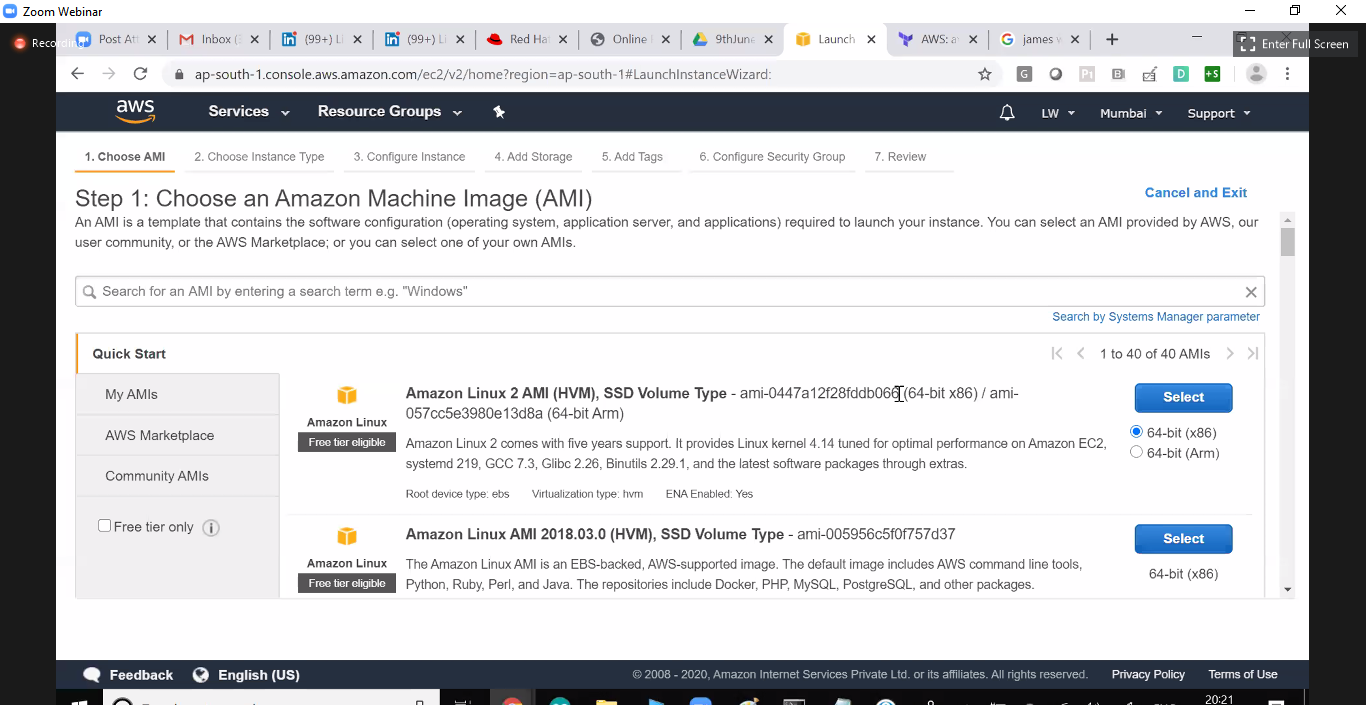 Zoom Webinar
Recording
Post Att
Inbox (3
(99+) Li
(99+) Li
Red Hat
Online
9thJune
Launch
AWS: a
james w
Enter Full Screen
ap-south-1.console.aws.amazon.com/ec2/v2/home?region=ap-south-1#LaunchInstanceWizard:
aws
Services
Resource Groups
LW
Mumbai
Support
1. Choose AMI
2. Choose Instance Type
3. Configure Instance
4. Add Storage
5. Add Tags
6. Configure Security Group
7. Review
Step 1: Choose an Amazon Machine Image (AMI)
Cancel and Exit
An AMI is a template that contains the software configuration (operating system, application server, and applications) required to launch your instance. You can select an AMI provided by AWS, our
user community, or the AWS Marketplace; or you can select one of your own AMIs.
Search for an AMI by entering a search term e.g. "Windows"
Search by Systems Manager parameter
Quick Start
1 to 40 of 40 AMIs
My AMIs
AWS Marketplace
Community AMIs
Free tier only
Amazon Linux
Free tier eligible
Amazon Linux 2 AMI (HVM), SSD Volume Type - ami-0447a12f28fddb066 (64-bit x86) / ami-
057cc5e3980e13d8a (64-bit Arm)
Amazon Linux 2 comes with five years support. It provides Linux kernel 4.14 tuned for optimal performance on Amazon EC2,
systemd 219, GCC 7.3, Glibc 2.26, Binutils 2.29.1, and the latest software packages through extras.
Root device type: ebs Virtualization type: hvm ENA Enabled: Yes
Select
64-bit (x86)
64-bit (Arm)
Amazon Linux
Free tier eligible
Amazon Linux AMI 2018.03.0 (HVM), SSD Volume Type - ami-005956c5f0f757d37
The Amazon Linux AMI is an EBS-backed, AWS-supported image. The default image includes AWS command line tools,
Python, Ruby, Perl, and Java. The repositories include Docker, PHP, MySQL, PostgreSQL, and other packages.
Select
64-bit (x86)
Feedback
English (US)
© 2008 - 2020, Amazon Internet Services Private Ltd. or its affiliates. All rights reserved.
Privacy Policy
Terms of Use
20:21